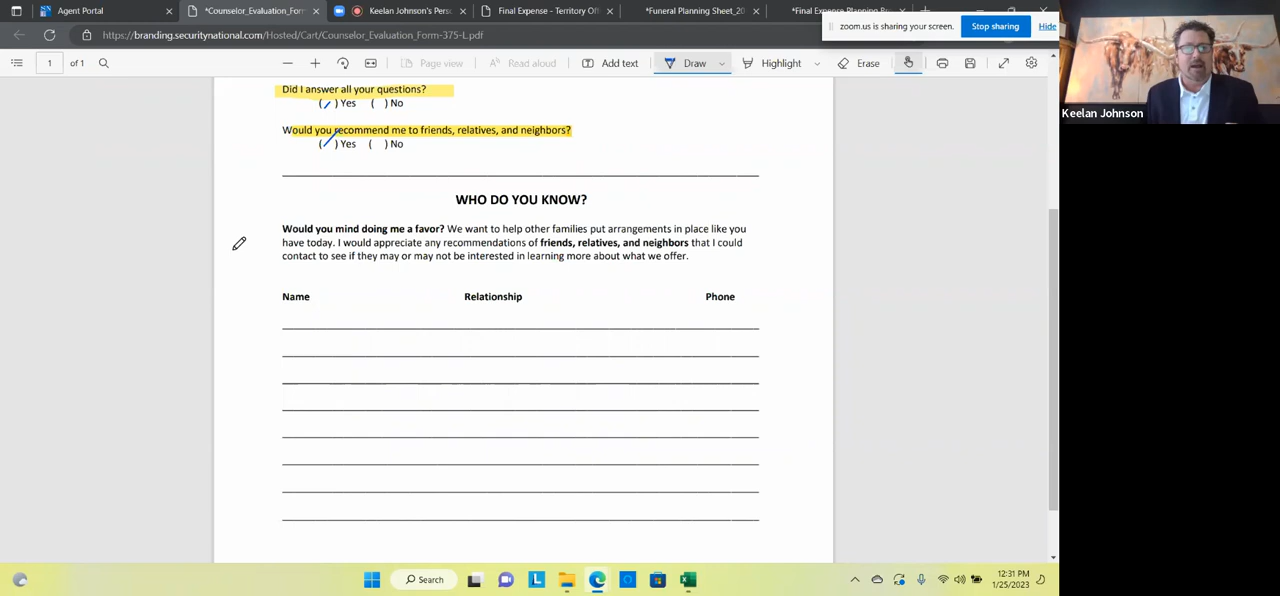 Agent Portal
*Counselor_Evaluation_Form
Keelan Johnson's Pers
Final Expense - Territory Off
*Funeral Planning Sheet_20
*Final Expense Planning Br
zoom.us is sharing your screen.
Stop sharing
Hide
https://branding.securitynational.com/Hosted/Cart/Counselor_Evaluation_Form-375-L.pdf
1 of 1
Page view
Read aloud
Add text
Draw
Highlight
Erase
Keelan Johnson
Did I answer all your questions?
( ) Yes ( ) No
Would you recommend me to friends, relatives, and neighbors?
( ) Yes ( ) No
WHO DO YOU KNOW?
Would you mind doing me a favor? We want to help other families put arrangements in place like you
have today. I would appreciate any recommendations of friends, relatives, and neighbors that I could
contact to see if they may or may not be interested in learning more about what we offer.
Name Relationship Phone
Search
12:31 PM
1/25/2023